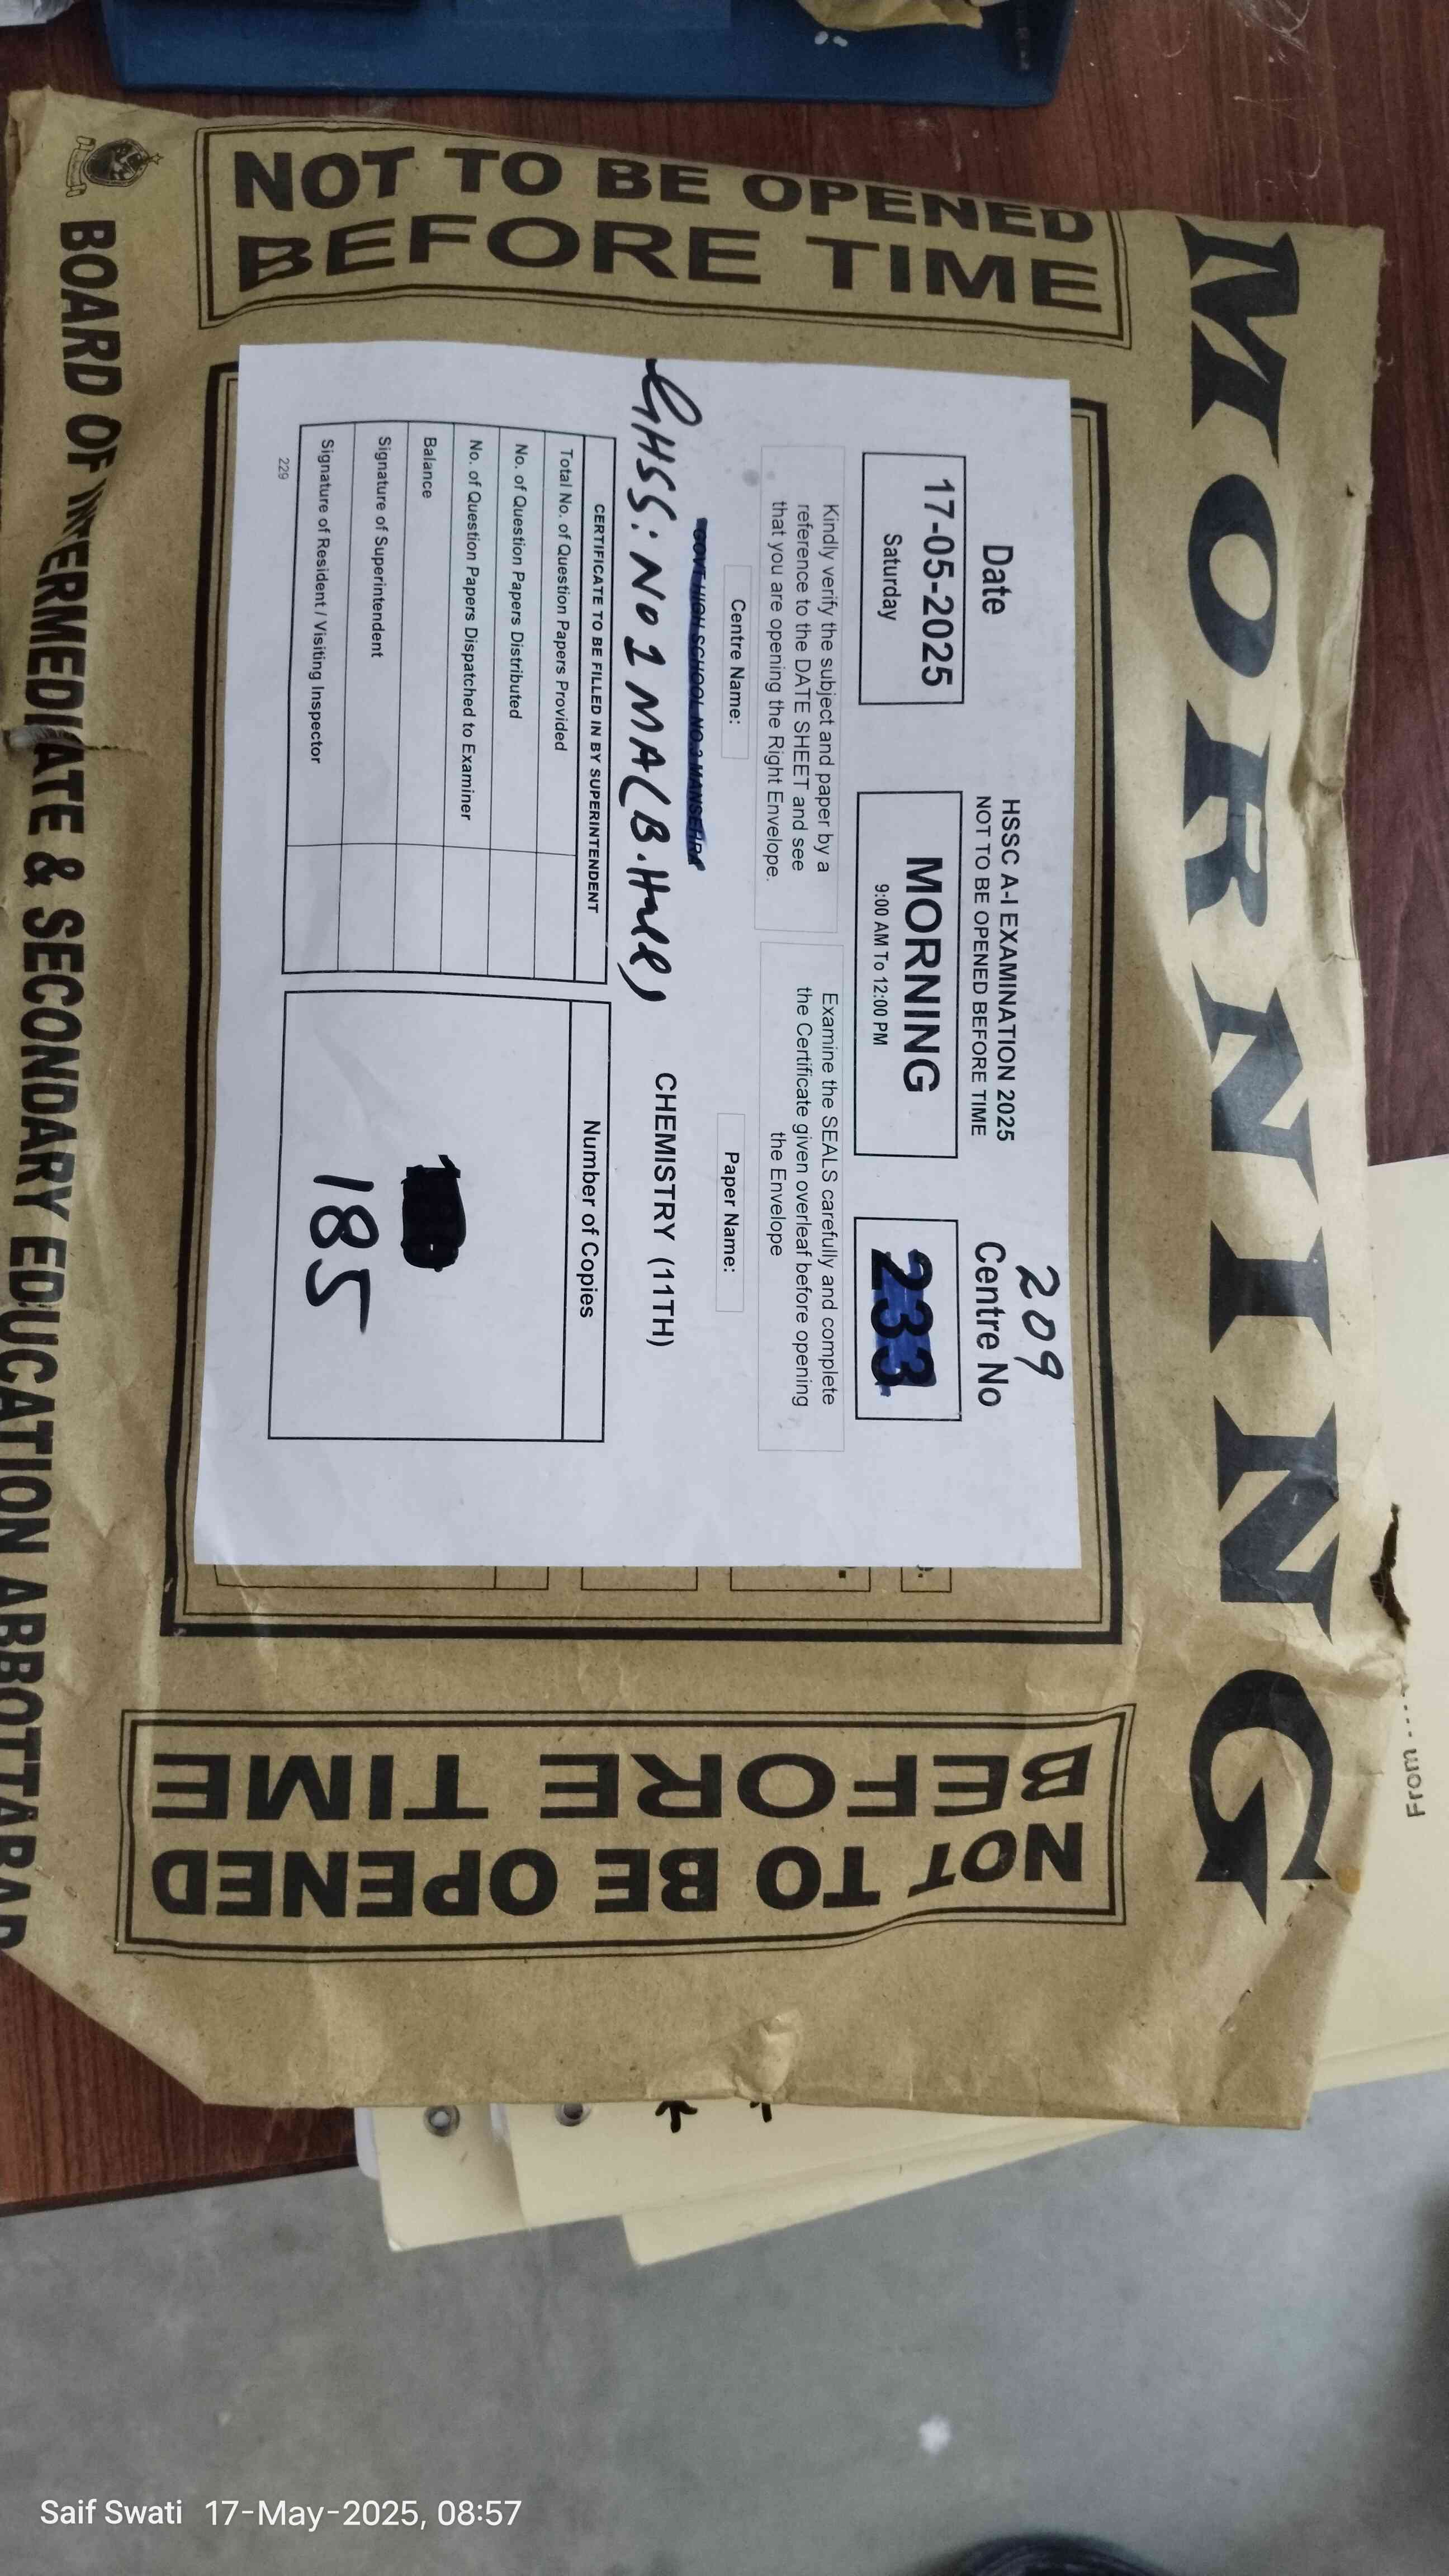 MORNING
NOT TO BE OPENED
BEFORE TIME
209
Date
HSSC A-I EXAMINATION 2025
NOT TO BE OPENED BEFORE TIME
Centre No
17-05-2025
Saturday
MORNING
9:00 AM To 12:00 PM
233
Kindly verify the subject and paper by a
reference to the DATE SHEET and see
that you are opening the Right Envelope.
Examine the SEALS carefully and complete
the Certificate given overleaf before opening
the Envelope
Centre Name:
Paper Name:
GOVT HIGH SCHOOL NO.2 MANSEHRA
GHSS: No 1 MA(B.Hall)
CHEMISTRY (11TH)
CERTIFICATE TO BE FILLED IN BY SUPERINTENDENT
Total No. of Question Papers Provided
No. of Question Papers Distributed
No. of Question Papers Dispatched to Examiner
Balance
Signature of Superintendent
Signature of Resident / Visiting Inspector
229
Number of Copies
185
NOT TO BE OPENED
BEFORE TIME
BOARD OF INTERMEDIATE & SECONDARY EDUCATION ABBOTTABAD
From
Saif Swati 17-May-2025, 08:57